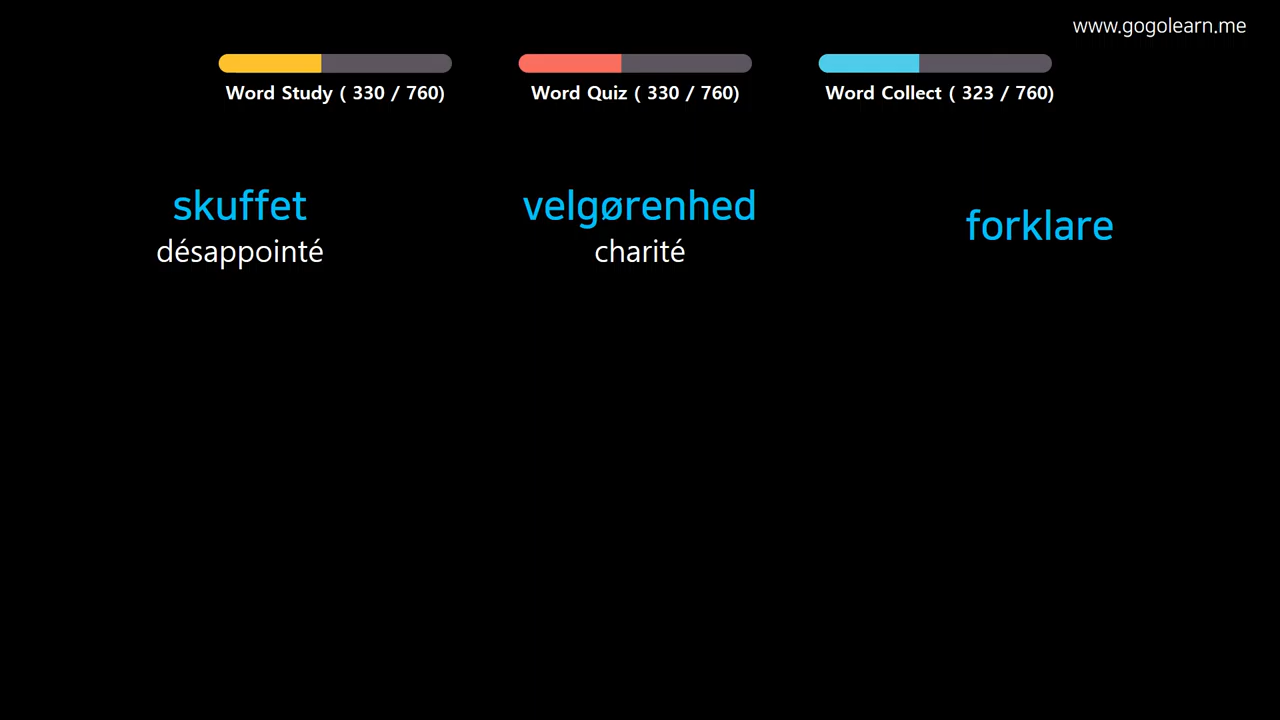 www.gogolearn.me
Word Study ( 330 / 760)
Word Quiz ( 330 / 760)
Word Collect ( 323 / 760)
skuffet
désappointé
velgørenhed
charité
forklare